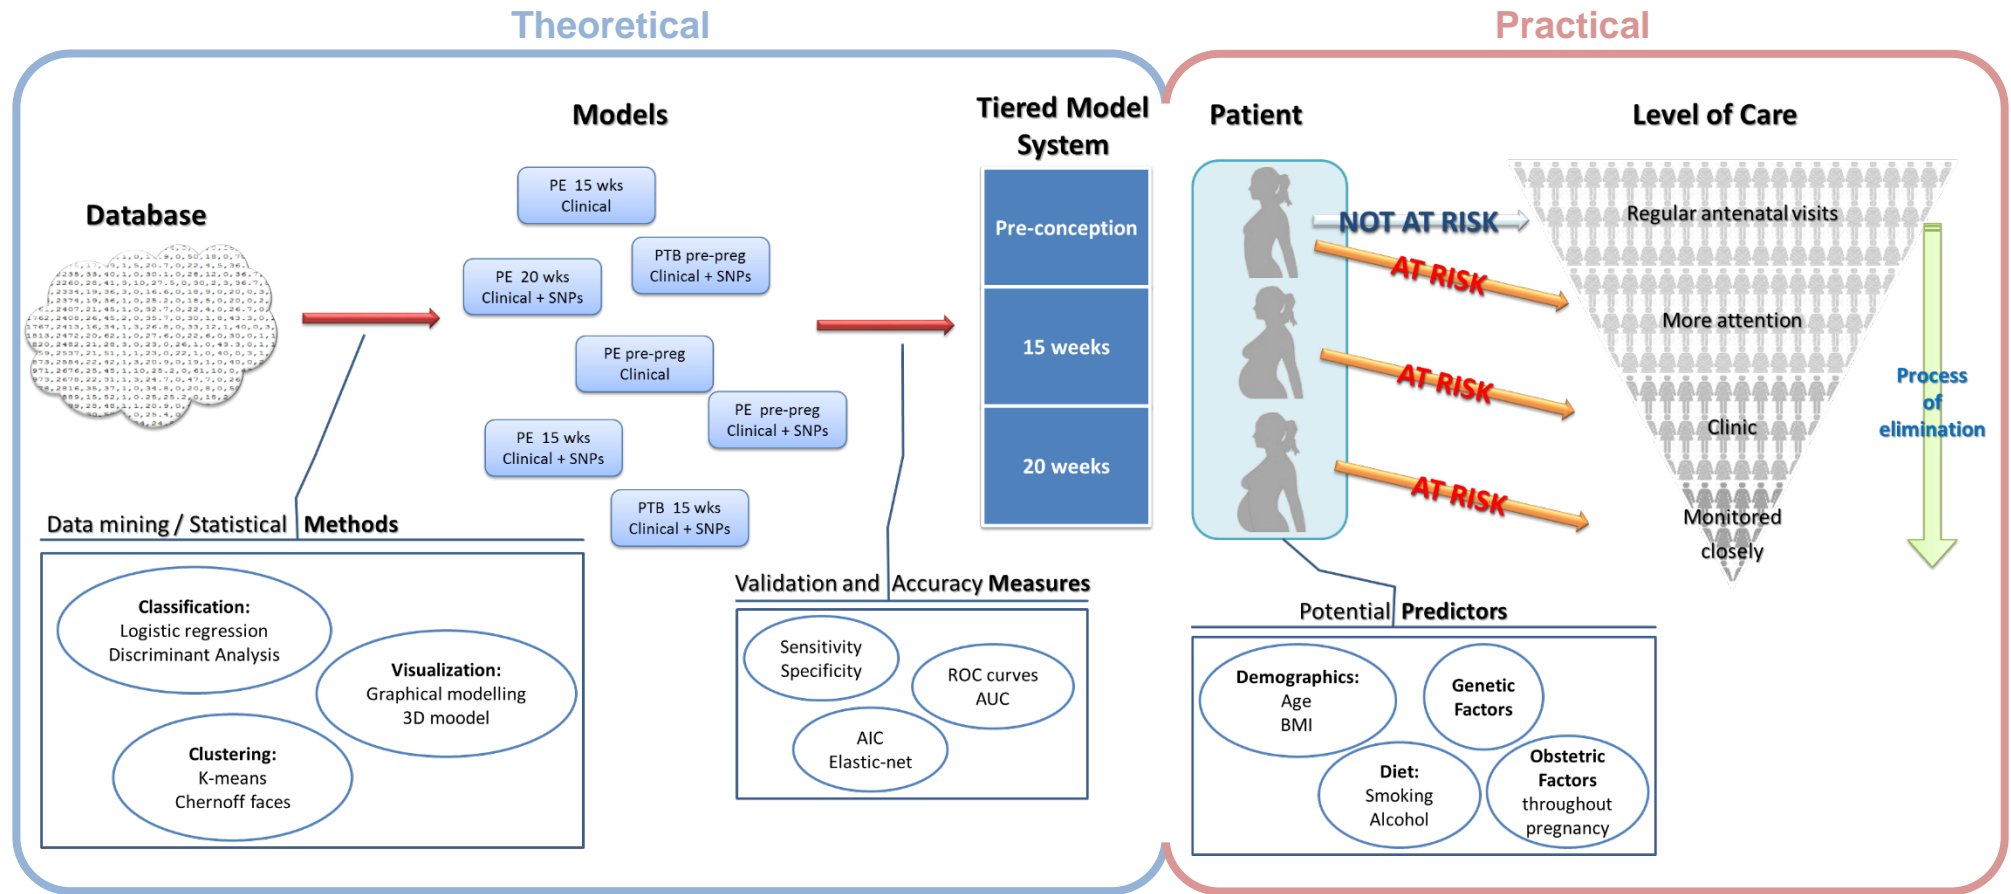 Theoretical
Practical
Models
Tiered Model
System
Patient
Level of Care
Database
PE 15 wks
Clinical
PTB pre-preg
Clinical + SNPs
PE 20 wks
Clinical + SNPs
PE pre-preg
Clinical
PE pre-preg
Clinical + SNPs
PE 15 wks
Clinical + SNPs
PTB 15 wks
Clinical + SNPs
Pre-conception
15 weeks
20 weeks
NOT AT RISK
AT RISK
AT RISK
AT RISK
Regular antenatal visits
More attention
Clinic
Monitored
closely
Process
of
elimination
Data mining / Statistical Methods
Classification:
Logistic regression
Discriminant Analysis
Visualization:
Graphical modelling
3D moodel
Clustering:
K-means
Chernoff faces
Validation and Accuracy Measures
Sensitivity
Specificity
ROC curves
AUC
AIC
Elastic-net
Potential Predictors
Demographics:
Age
BMI
Genetic
Factors
Diet:
Smoking
Alcohol
Obstetric
Factors
throughout
pregnancy